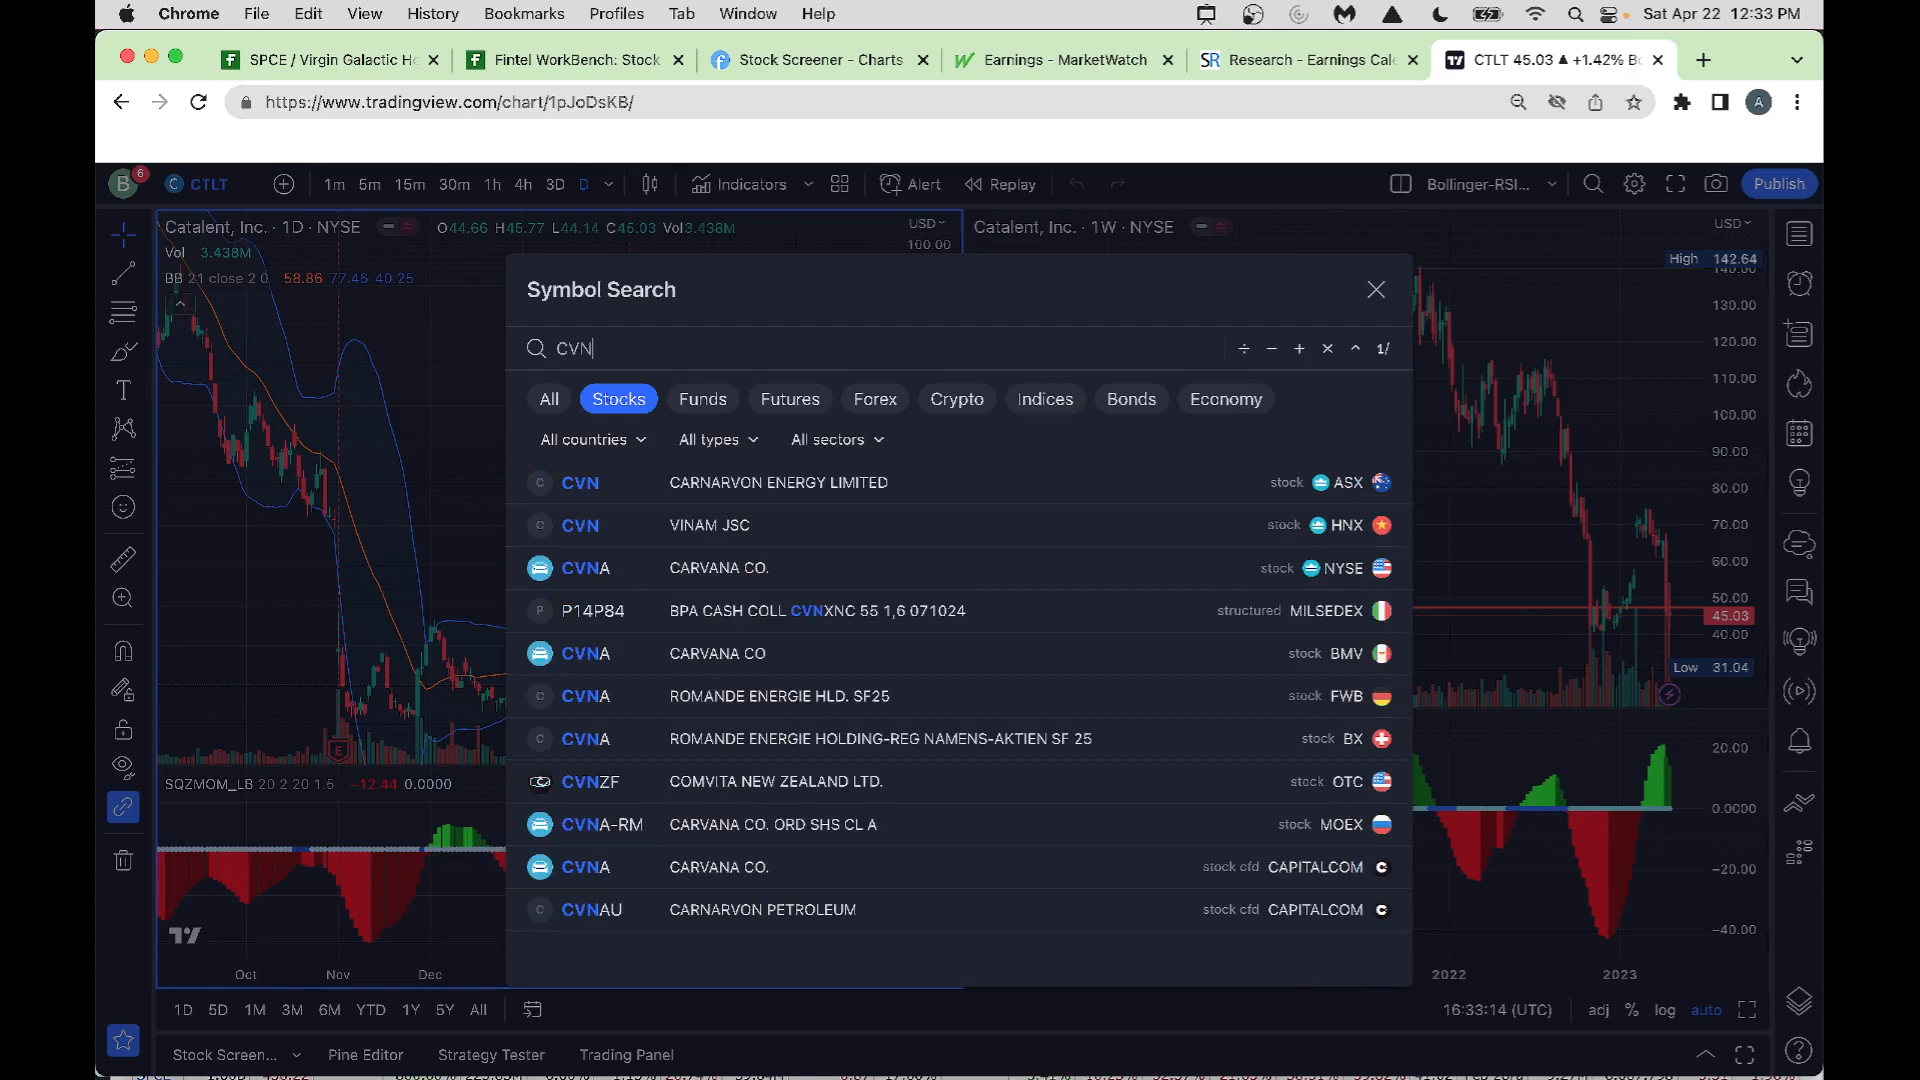 Chrome File Edit View History Bookmarks Profiles Tab Window Help Sat Apr 22 12:33 PM
SPCE / Virgin Galactic Ho Fintel WorkBench: Stock Stock Screener - Charts Earnings - MarketWatch SR Research - Earnings Cale CTLT 45.03 ▲ +1.42% Bo
https://www.tradingview.com/chart/1pJoDsKB/ A
B 6 C CTLT 1m 5m 15m 30m 1h 4h 3D D Indicators Alert Replay Bollinger-RSI... Publish
Catalent, Inc. · 1D · NYSE O44.66 H45.77 L44.14 C45.03 Vol3.438M USD
100.00
Vol 3.438M
BB 21 close 2 0 58.86 77.46 40.25
Catalent, Inc. · 1W · NYSE USD
High 142.64
140.00
130.00
120.00
110.00
100.00
90.00
80.00
70.00
60.00
50.00
45.03
40.00
Low 31.04
20.00
0.0000
−20.00
−40.00
Symbol Search
CVN ÷ − + × ^ 1/
All Stocks Funds Futures Forex Crypto Indices Bonds Economy
All countries All types All sectors
C CVN CARNARVON ENERGY LIMITED stock ASX
C CVN VINAM JSC stock HNX
CVNA CARVANA CO. stock NYSE
P P14P84 BPA CASH COLL CVNXNC 55 1,6 071024 structured MILSEDEX
CVNA CARVANA CO stock BMV
C CVNA ROMANDE ENERGIE HLD. SF25 stock FWB
C CVNA ROMANDE ENERGIE HOLDING-REG NAMENS-AKTIEN SF 25 stock BX
CVNZF COMVITA NEW ZEALAND LTD. stock OTC
CVNA-RM CARVANA CO. ORD SHS CL A stock MOEX
CVNA CARVANA CO. stock cfd CAPITALCOM
C CVNAU CARNARVON PETROLEUM stock cfd CAPITALCOM
E
SQZMOM_LB 20 2 20 1.5 −12.44 0.0000
Oct Nov Dec 2022 2023
1D 5D 1M 3M 6M YTD 1Y 5Y All 16:33:14 (UTC) adj % log auto
Stock Screen... Pine Editor Strategy Tester Trading Panel